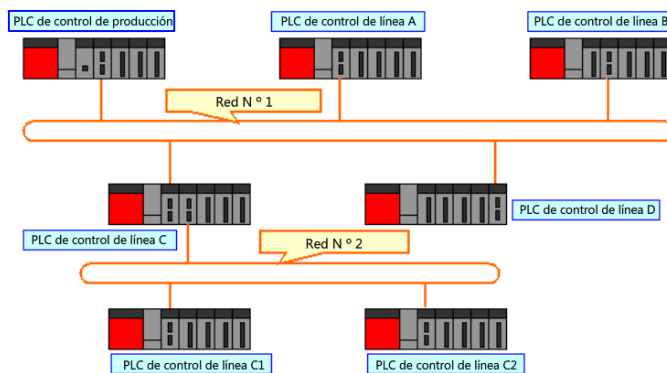 PLC de control de producción
PLC de control de línea A
PLC de control de línea B
Red N º 1
PLC de control de línea C
PLC de control de línea D
Red N º 2
PLC de control de línea C1
PLC de control de línea C2